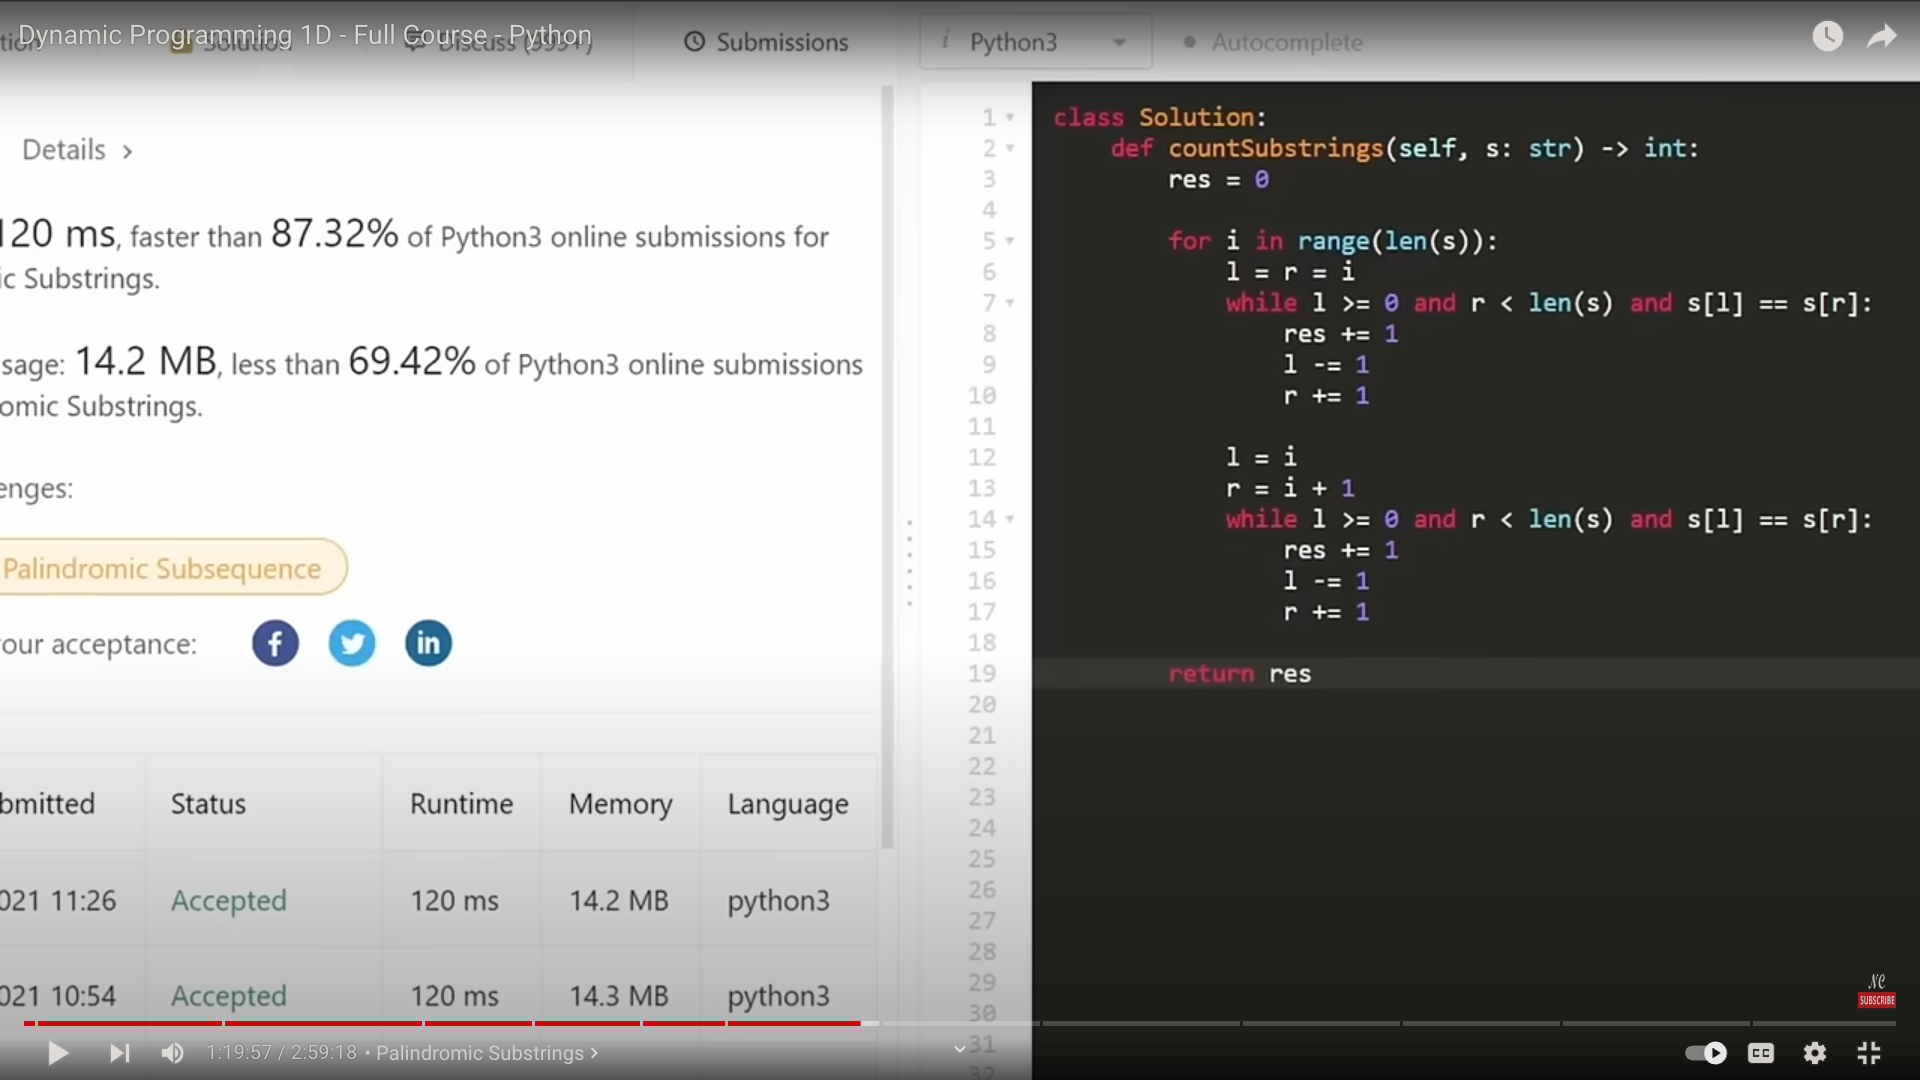 Dynamic Programming 1D - Full Course - Python
Submissions
i Python3
Autocomplete
Details >
120 ms, faster than 87.32% of Python3 online submissions for
ic Substrings.
sage: 14.2 MB, less than 69.42% of Python3 online submissions
omic Substrings.
enges:
Palindromic Subsequence
our acceptance:
f
in
bmitted Status Runtime Memory Language
021 11:26 Accepted 120 ms 14.2 MB python3
021 10:54 Accepted 120 ms 14.3 MB python3
1 class Solution:
2 def countSubstrings(self, s: str) -> int:
3 res = 0
4
5 for i in range(len(s)):
6 l = r = i
7 while l >= 0 and r < len(s) and s[l] == s[r]:
8 res += 1
9 l -= 1
10 r += 1
11
12 l = i
13 r = i + 1
14 while l >= 0 and r < len(s) and s[l] == s[r]:
15 res += 1
16 l -= 1
17 r += 1
18
19 return res
20
21
22
23
24
25
26
27
28
29
30
31
32
NC
SUBSCRIBE
1:19:57 / 2:59:18 • Palindromic Substrings >
CC